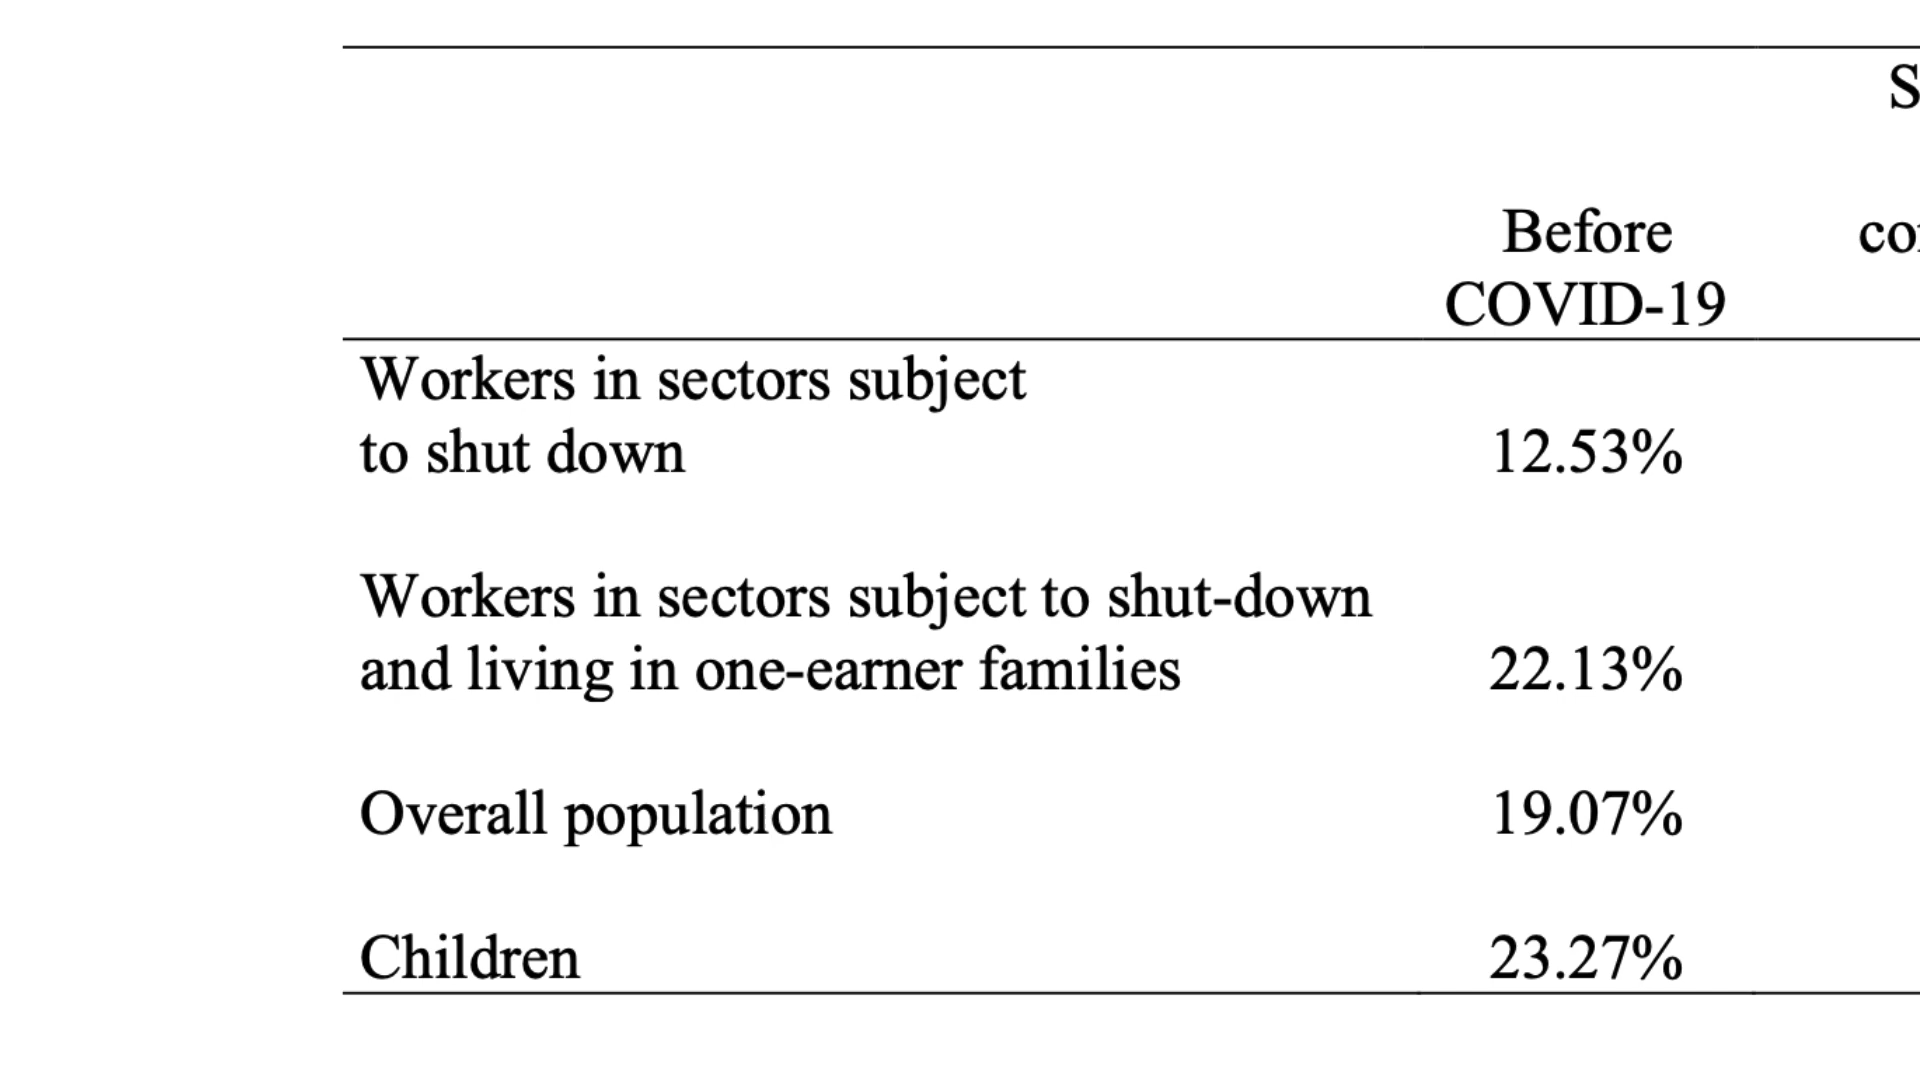 Before
COVID-19
Workers in sectors subject
to shut down
12.53%
Workers in sectors subject to shut-down
and living in one-earner families
22.13%
Overall population
19.07%
Children
23.27%